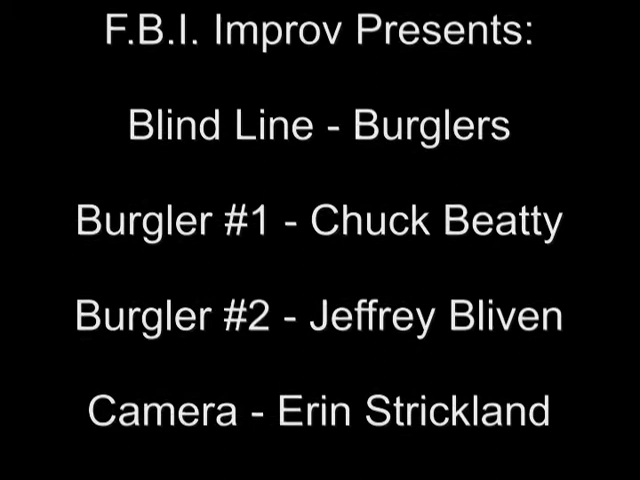 F.B.I. Improv Presents:
Blind Line - Burglers
Burgler #1 - Chuck Beatty
Burgler #2 - Jeffrey Bliven
Camera - Erin Strickland